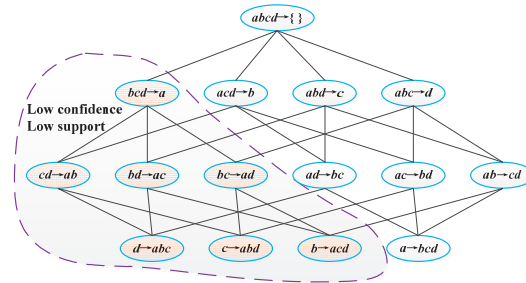 abcd→{}
bcd→a
acd→b
abd→c
abc→d
Low confidence
Low support
cd→ab
bd→ac
bc→ad
ad→bc
ac→bd
ab→cd
d→abc
c→abd
b→acd
a→bcd